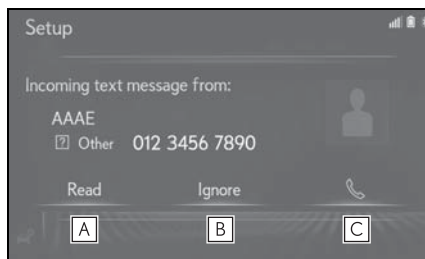 Setup
Incoming text message from:
AAAE
? Other 012 3456 7890
Read Ignore
A B C